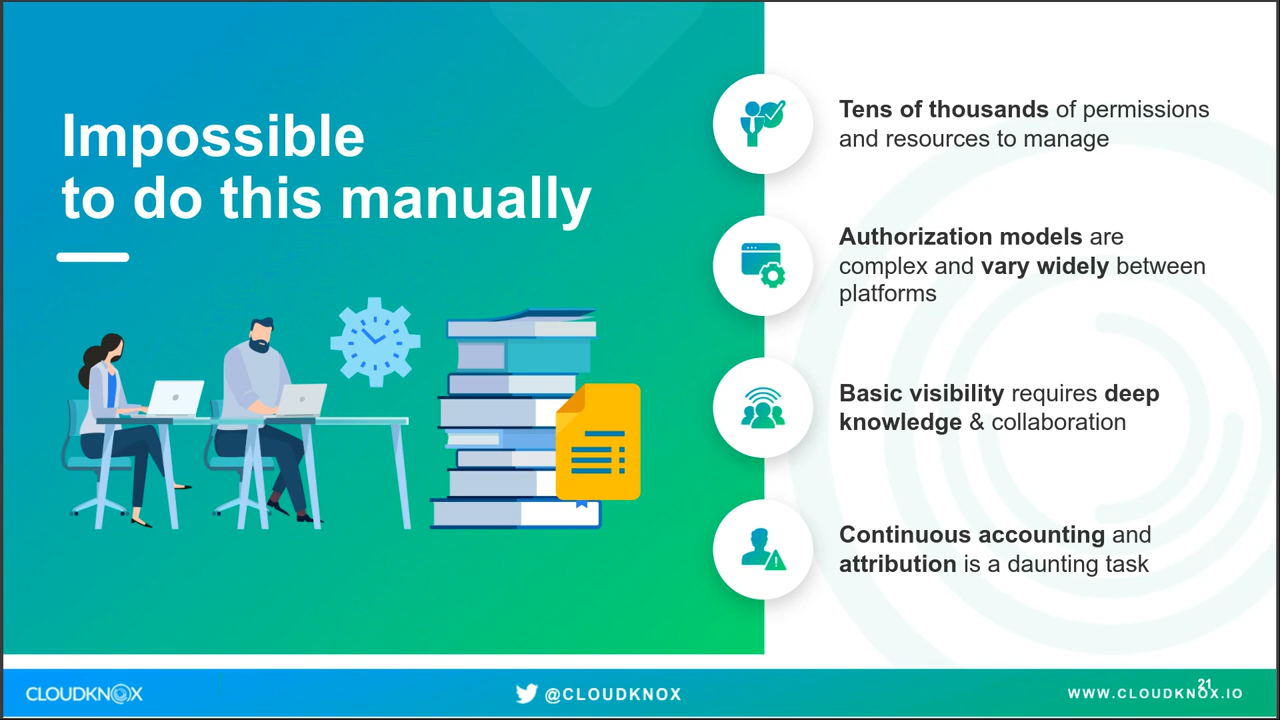 Impossible
to do this manually
Tens of thousands of permissions
and resources to manage
Authorization models are
complex and vary widely between
platforms
Basic visibility requires deep
knowledge & collaboration
Continuous accounting and
attribution is a daunting task
CLOUDKNOX
@CLOUDKNOX
21
WWW.CLOUDKNOX.IO